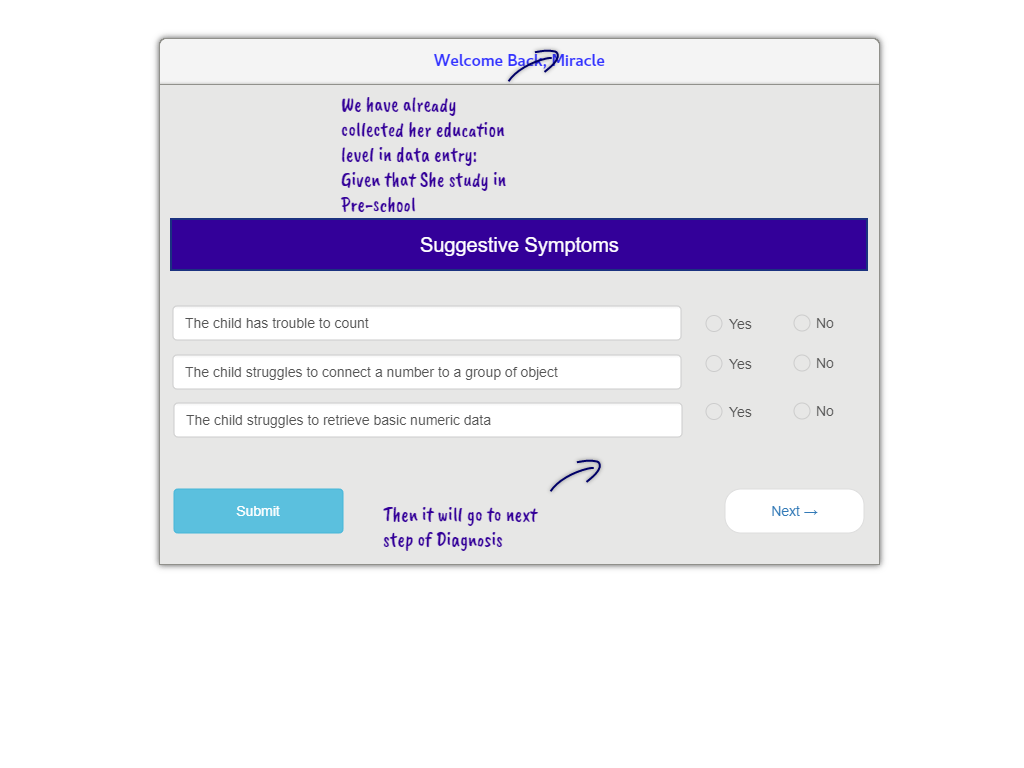 Welcome Back, Miracle
We have already
collected her education
level in data entry:
Given that She study in
Pre-school
Suggestive Symptoms
The child has trouble to count Yes No
The child struggles to connect a number to a group of object Yes No
The child struggles to retrieve basic numeric data Yes No
Submit
Then it will go to next
step of Diagnosis
Next →